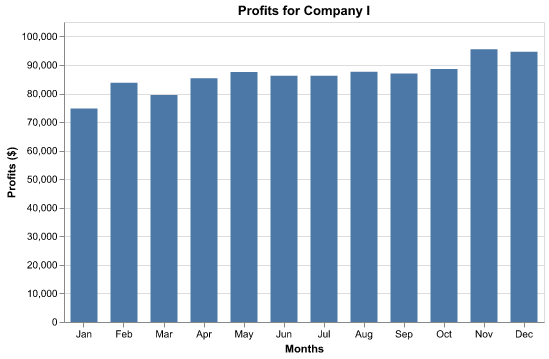 Profits for Company I
Profits ($)
100,000
90,000
80,000
70,000
60,000
50,000
40,000
30,000
20,000
10,000
0
Jan Feb Mar Apr May Jun Jul Aug Sep Oct Nov Dec
Months